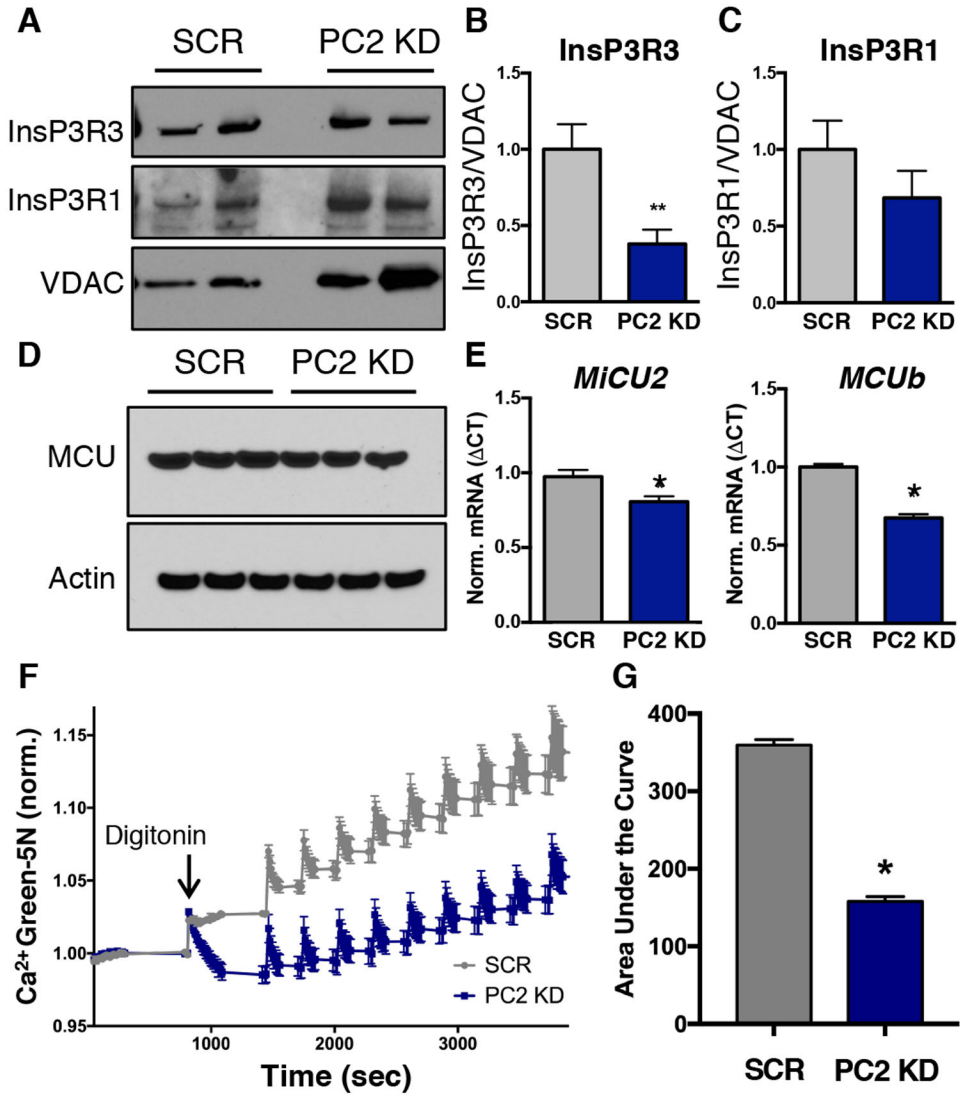 A
SCR PC2 KD
InsP3R3
InsP3R1
VDAC
B
InsP3R3
InsP3R3/VDAC
1.5
1.0
0.5
0.0
**
SCR PC2 KD
C
InsP3R1
InsP3R1/VDAC
1.5
1.0
0.5
0.0
SCR PC2 KD
D
SCR PC2 KD
MCU
Actin
E
MiCU2
Norm. mRNA (ΔCT)
1.5
1.0
0.5
0.0
*
SCR PC2 KD
MCUb
Norm. mRNA (ΔCT)
1.5
1.0
0.5
0.0
*
SCR PC2 KD
F
Ca²⁺ Green-5N (norm.)
1.15
1.10
1.05
1.00
0.95
Digitonin
SCR
PC2 KD
1000 2000 3000
Time (sec)
G
Area Under the Curve
400
300
200
100
0
*
SCR PC2 KD